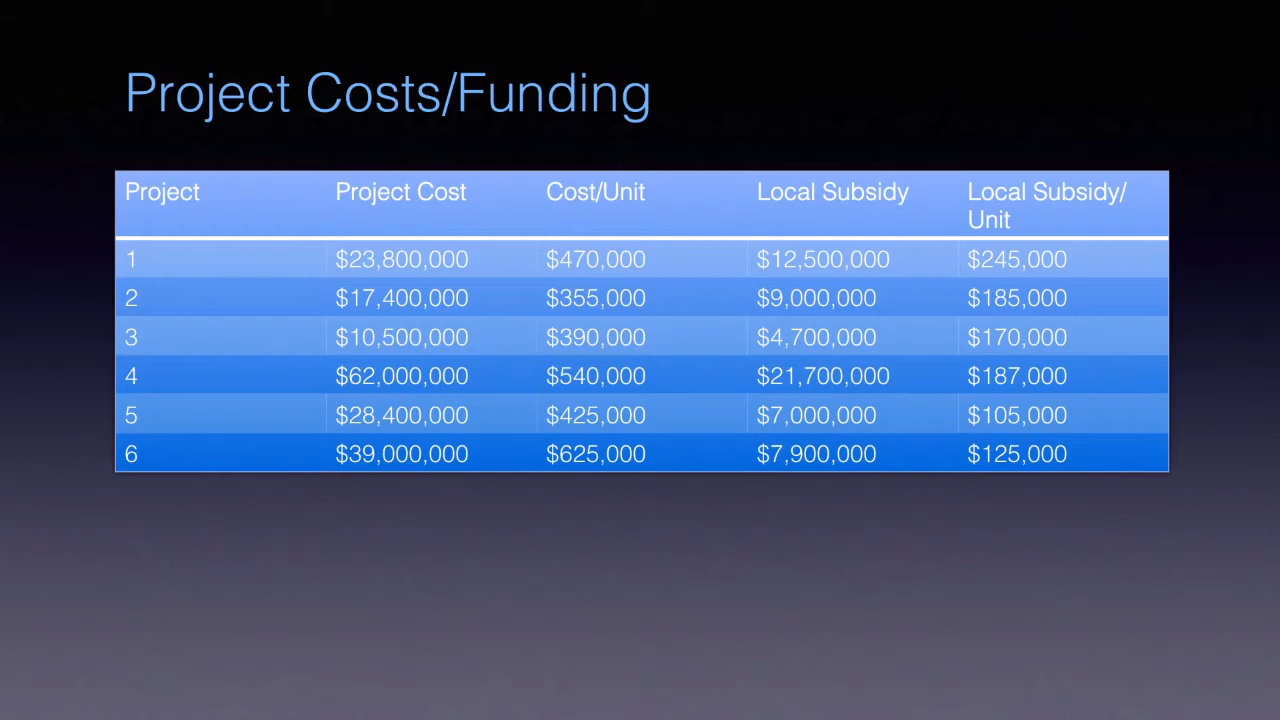 Project Costs/Funding
Project Project Cost Cost/Unit Local Subsidy Local Subsidy/
Unit
1 $23,800,000 $470,000 $12,500,000 $245,000
2 $17,400,000 $355,000 $9,000,000 $185,000
3 $10,500,000 $390,000 $4,700,000 $170,000
4 $62,000,000 $540,000 $21,700,000 $187,000
5 $28,400,000 $425,000 $7,000,000 $105,000
6 $39,000,000 $625,000 $7,900,000 $125,000